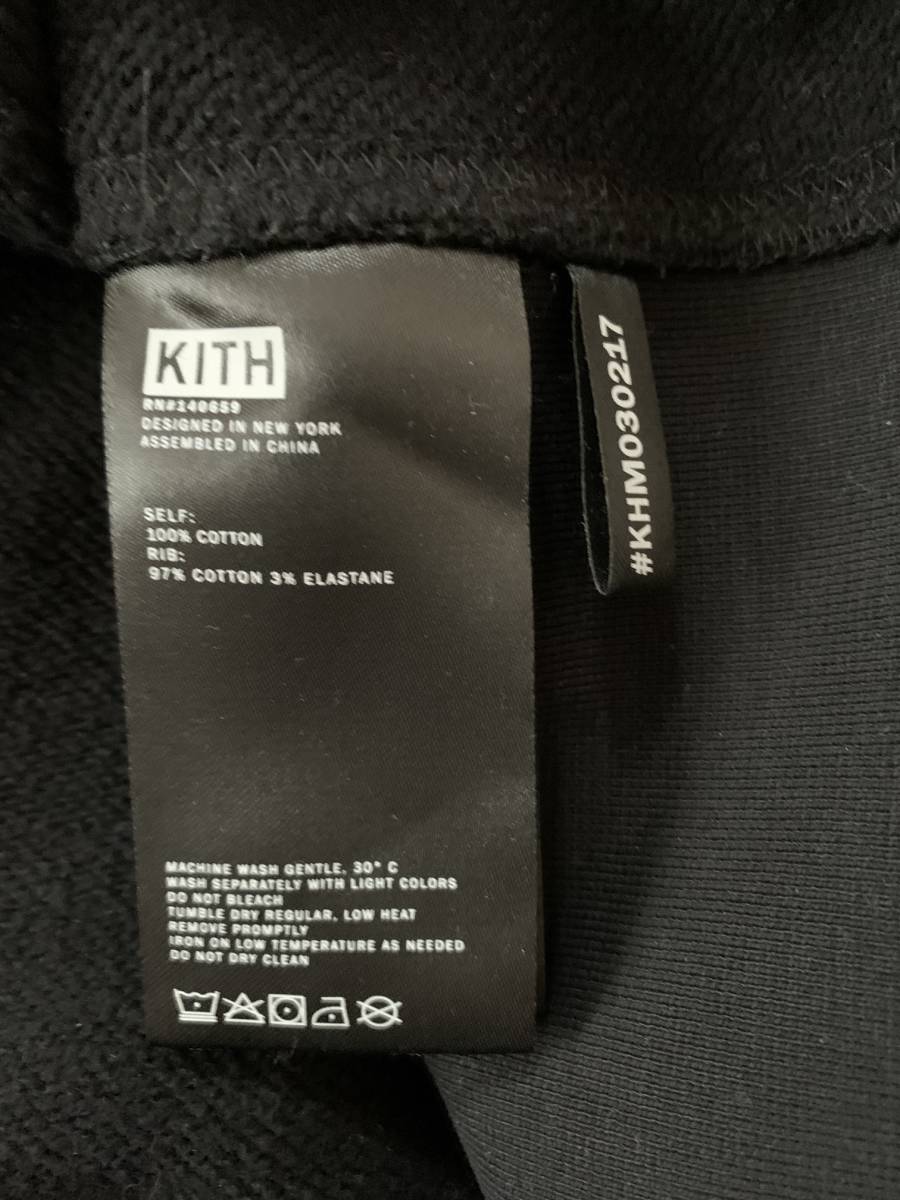 KITH
RN#140659
DESIGNED IN NEW YORK
ASSEMBLED IN CHINA
SELF:
100% COTTON
RIB:
97% COTTON 3% ELASTANE
MACHINE WASH GENTLE, 30° C
WASH SEPARATELY WITH LIGHT COLORS
DO NOT BLEACH
TUMBLE DRY REGULAR, LOW HEAT
REMOVE PROMPTLY
IRON ON LOW TEMPERATURE AS NEEDED
DO NOT DRY CLEAN
#KHM030217